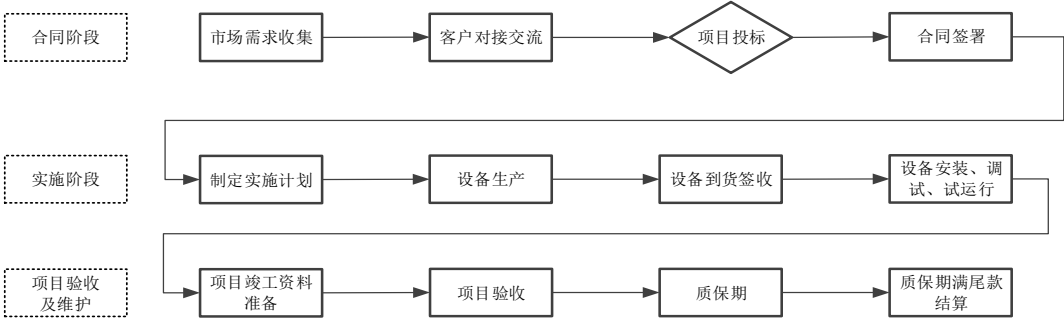 合同阶段
市场需求收集
客户对接交流
项目投标
合同签署
实施阶段
制定实施计划
设备生产
设备到货签收
设备安装、调
试、试运行
项目验收
及维护
项目竣工资料
准备
项目验收
质保期
质保期满尾款
结算